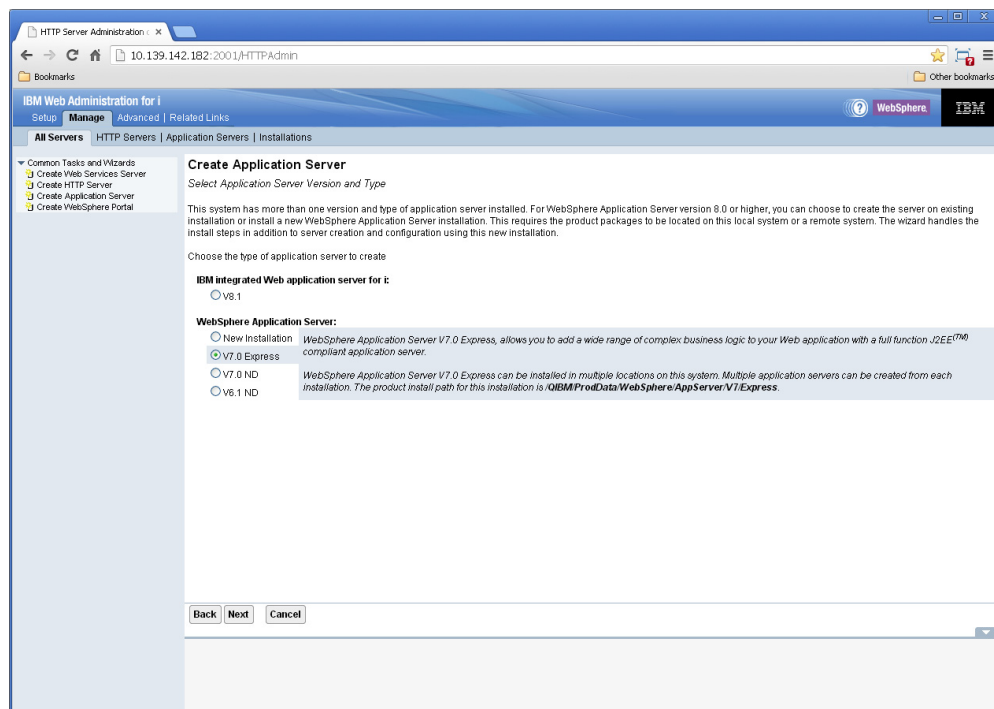 HTTP Server Administration
10.139.142.182:2001/HTTPAdmin
Bookmarks
Other bookmarks
IBM Web Administration for i
WebSphere.
IBM
Setup Manage Advanced | Related Links
All Servers HTTP Servers | Application Servers | Installations
Common Tasks and Wizards
Create Web Services Server
Create HTTP Server
Create Application Server
Create WebSphere Portal
Create Application Server
Select Application Server Version and Type
This system has more than one version and type of application server installed. For WebSphere Application Server version 8.0 or higher, you can choose to create the server on existing
installation or install a new WebSphere Application Server installation. This requires the product packages to be located on this local system or a remote system. The wizard handles the
install steps in addition to server creation and configuration using this new installation.
Choose the type of application server to create
IBM integrated Web application server for i:
V8.1
WebSphere Application Server:
New Installation
V7.0 Express
V7.0 ND
V6.1 ND
WebSphere Application Server V7.0 Express, allows you to add a wide range of complex business logic to your Web application with a full function J2EE(TM)
compliant application server.
WebSphere Application Server V7.0 Express can be installed in multiple locations on this system. Multiple application servers can be created from each
installation. The product install path for this installation is /QIBM/ProdData/WebSphere/AppServer/V7/Express.
Back Next Cancel